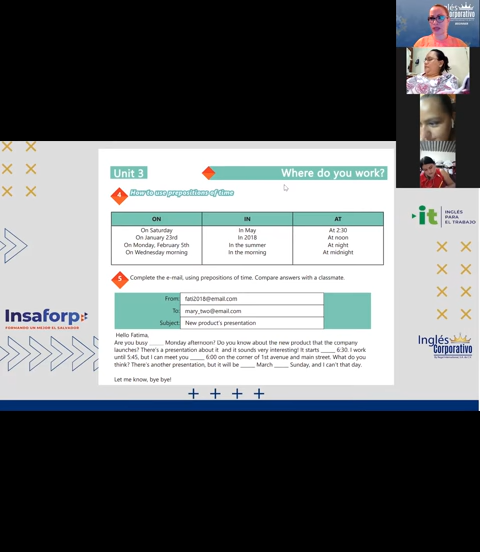 Inglés
Corporativo
Unit 3
Where do you work?
4
How to use prepositions of time
ON IN AT
On Saturday In May At 2:30
On January 23rd In 2018 At noon
On Monday, February 5th In the summer At night
On Wednesday morning In the morning At midnight
5
Complete the e-mail, using prepositions of time. Compare answers with a classmate.
From: fati2018@email.com
To: mary_two@email.com
Subject: New product's presentation
Hello Fatima,
Are you busy _____ Monday afternoon? Do you know about the new product that the company
launches? There's a presentation about it and it sounds very interesting! It starts _____ 6:30. I work
until 5:45, but I can meet you _____ 6:00 on the corner of 1st avenue and main street. What do you
think? There's another presentation, but it will be _____ March _____ Sunday, and I can't that day.
Let me know, bye bye!
Insaforp
FORMANDO UN MEJOR EL SALVADOR
it
INGLÉS
PARA
EL TRABAJO
Inglés
Corporativo